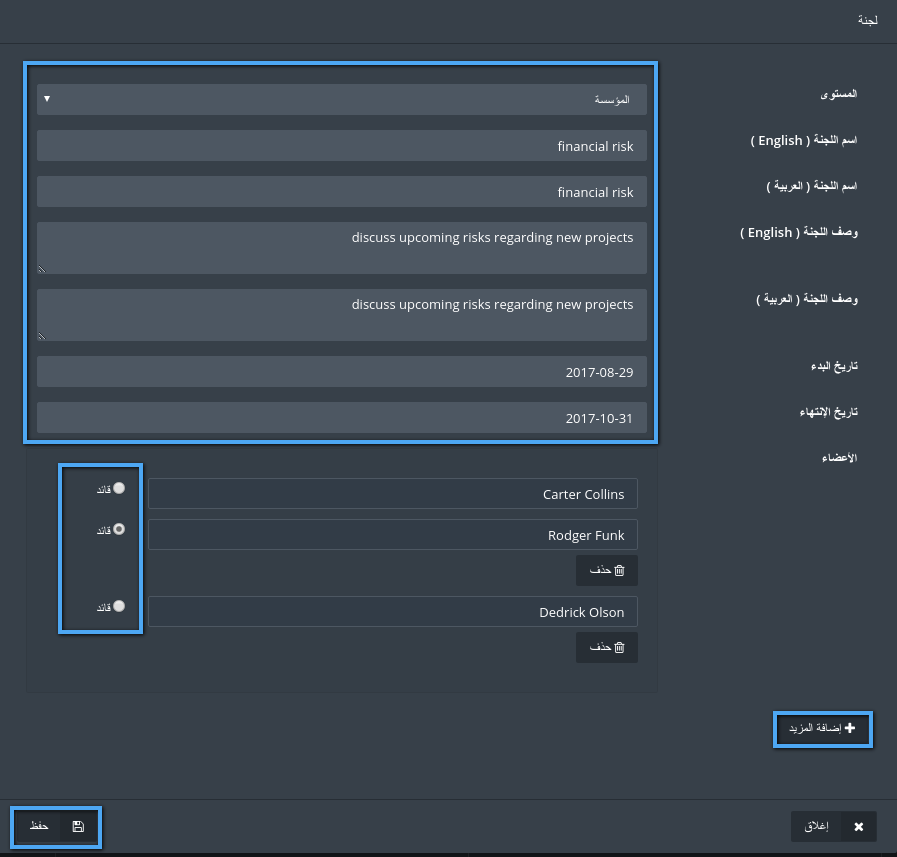 لجنة
المستوى
المؤسسة
اسم اللجنة ( English )
financial risk
اسم اللجنة ( العربية )
financial risk
وصف اللجنة ( English )
discuss upcoming risks regarding new projects
وصف اللجنة ( العربية )
discuss upcoming risks regarding new projects
تاريخ البدء
2017-08-29
تاريخ الإنتهاء
2017-10-31
الأعضاء
Carter Collins
قائد
Rodger Funk
قائد
حذف
Dedrick Olson
قائد
حذف
إضافة المزيد
إغلاق
حفظ